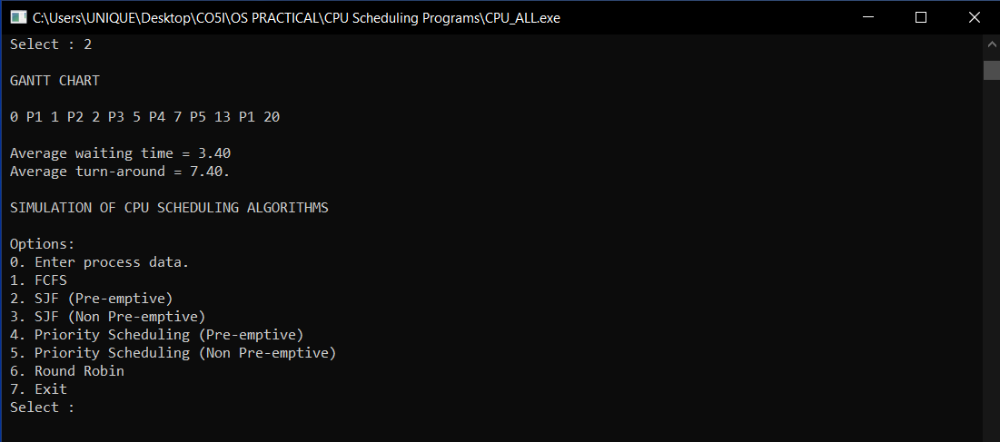 C:\Users\UNIQUE\Desktop\CO5I\OS PRACTICAL\CPU Scheduling Programs\CPU_ALL.exe
Select : 2
GANTT CHART
0 P1 1 P2 2 P3 5 P4 7 P5 13 P1 20
Average waiting time = 3.40
Average turn-around = 7.40.
SIMULATION OF CPU SCHEDULING ALGORITHMS
Options:
0. Enter process data.
1. FCFS
2. SJF (Pre-emptive)
3. SJF (Non Pre-emptive)
4. Priority Scheduling (Pre-emptive)
5. Priority Scheduling (Non Pre-emptive)
6. Round Robin
7. Exit
Select :